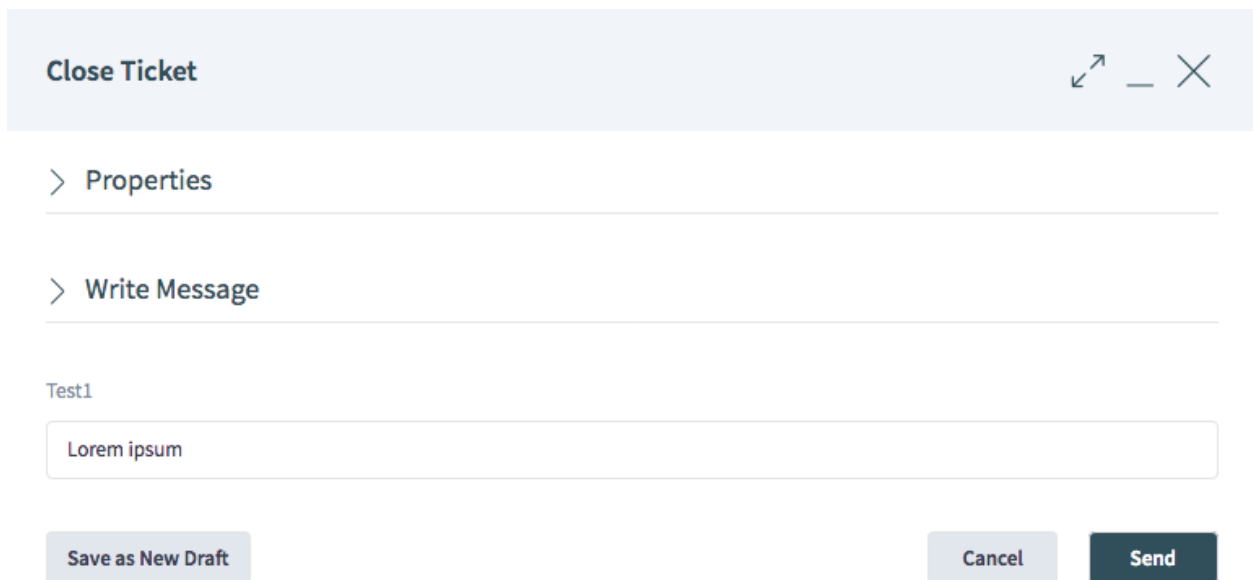 Close Ticket
Properties
Write Message
Test1
Lorem ipsum
Save as New Draft Cancel Send